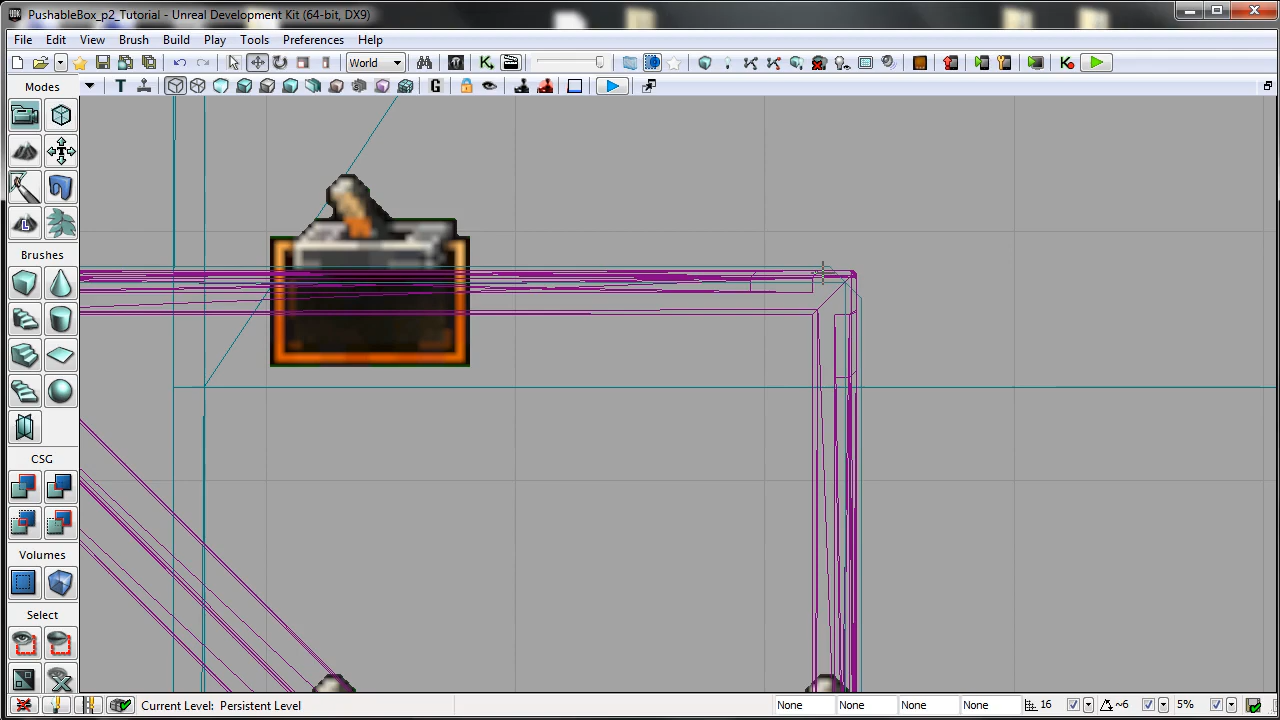 PushableBox_p2_Tutorial - Unreal Development Kit (64-bit, DX9)
File Edit View Brush Build Play Tools Preferences Help
World
Modes
T
G
L
Brushes
CSG
Volumes
Select
Current Level: Persistent Level
None None None None 16 ~6 5%